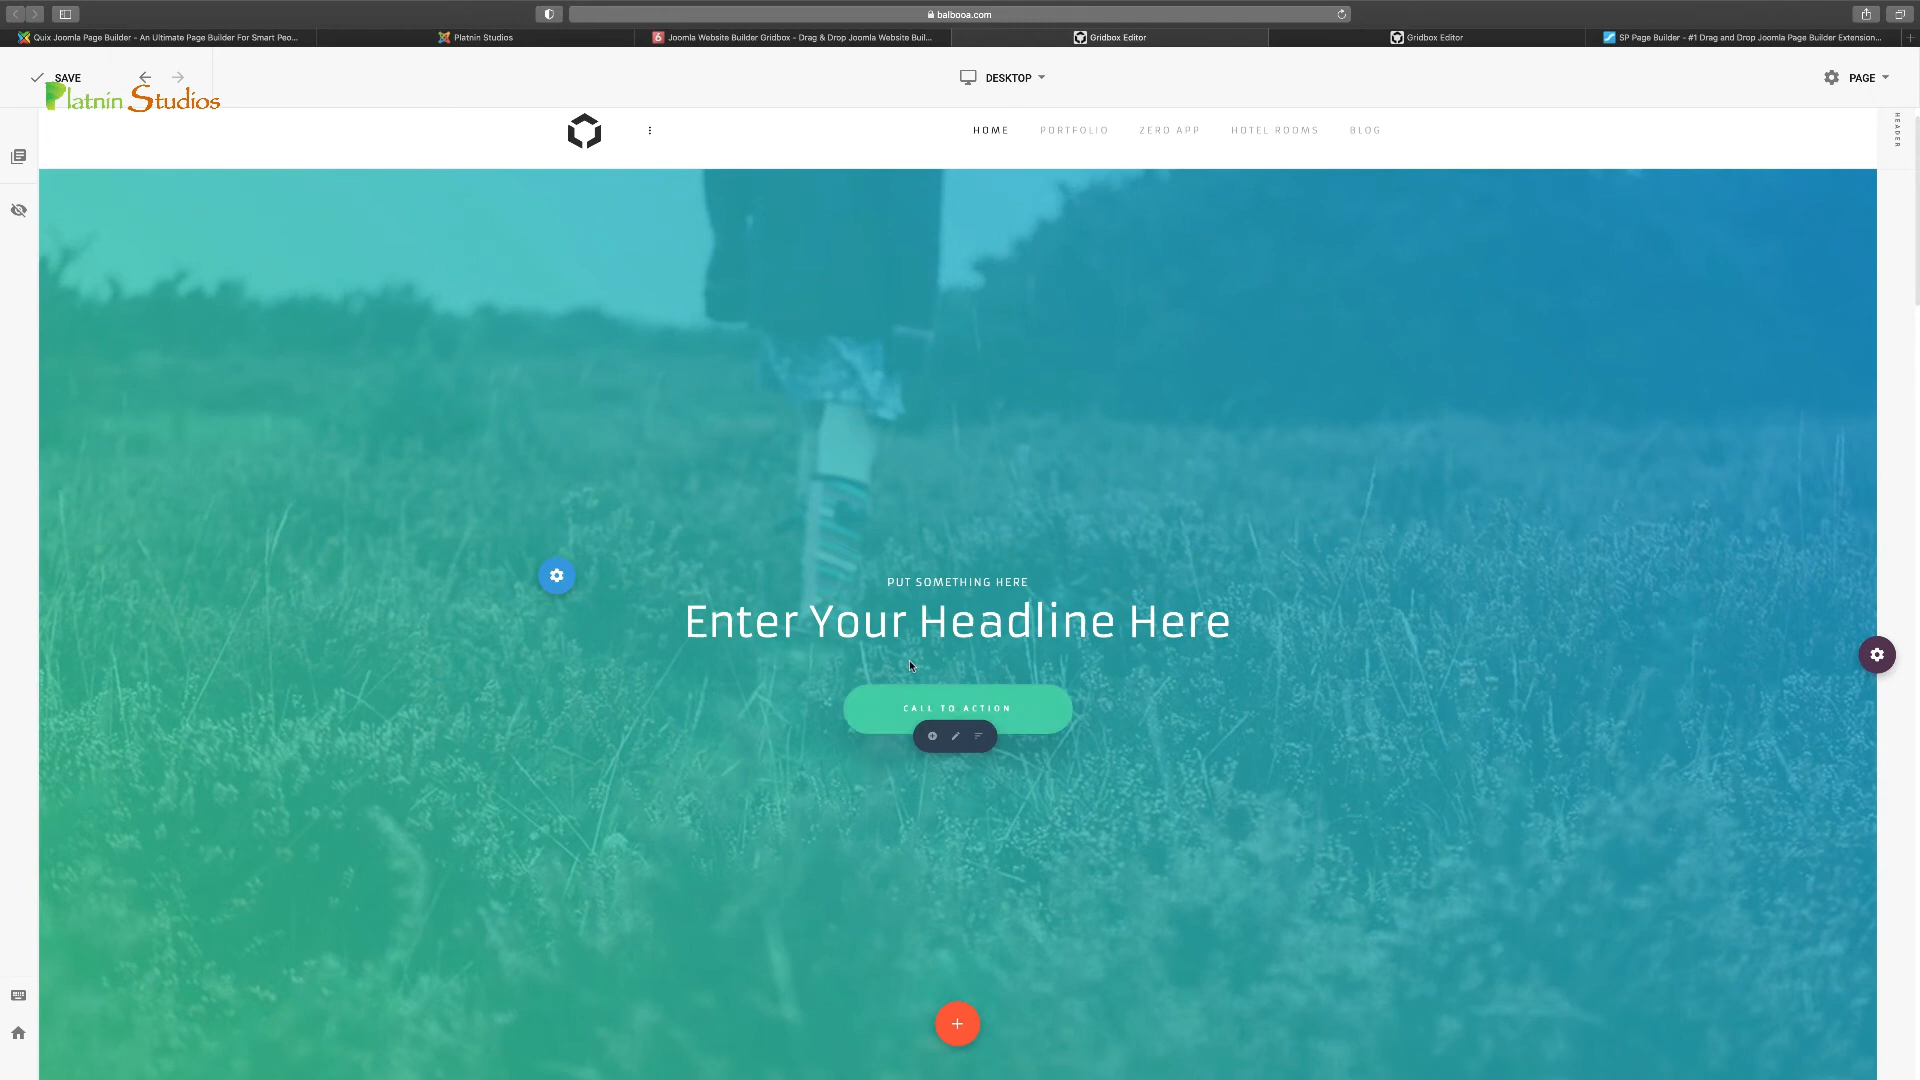 balbooa.com
Quix Joomla Page Builder - An Ultimate Page Builder For Smart Peo...
Platnin Studios
Joomla Website Builder Gridbox - Drag & Drop Joomla Website Buil...
Gridbox Editor
Gridbox Editor
SP Page Builder - #1 Drag and Drop Joomla Page Builder Extension...
SAVE
DESKTOP
PAGE
Platnin Studios
HOME
PORTFOLIO
ZERO APP
HOTEL ROOMS
BLOG
HEADER
PUT SOMETHING HERE
Enter Your Headline Here
CALL TO ACTION